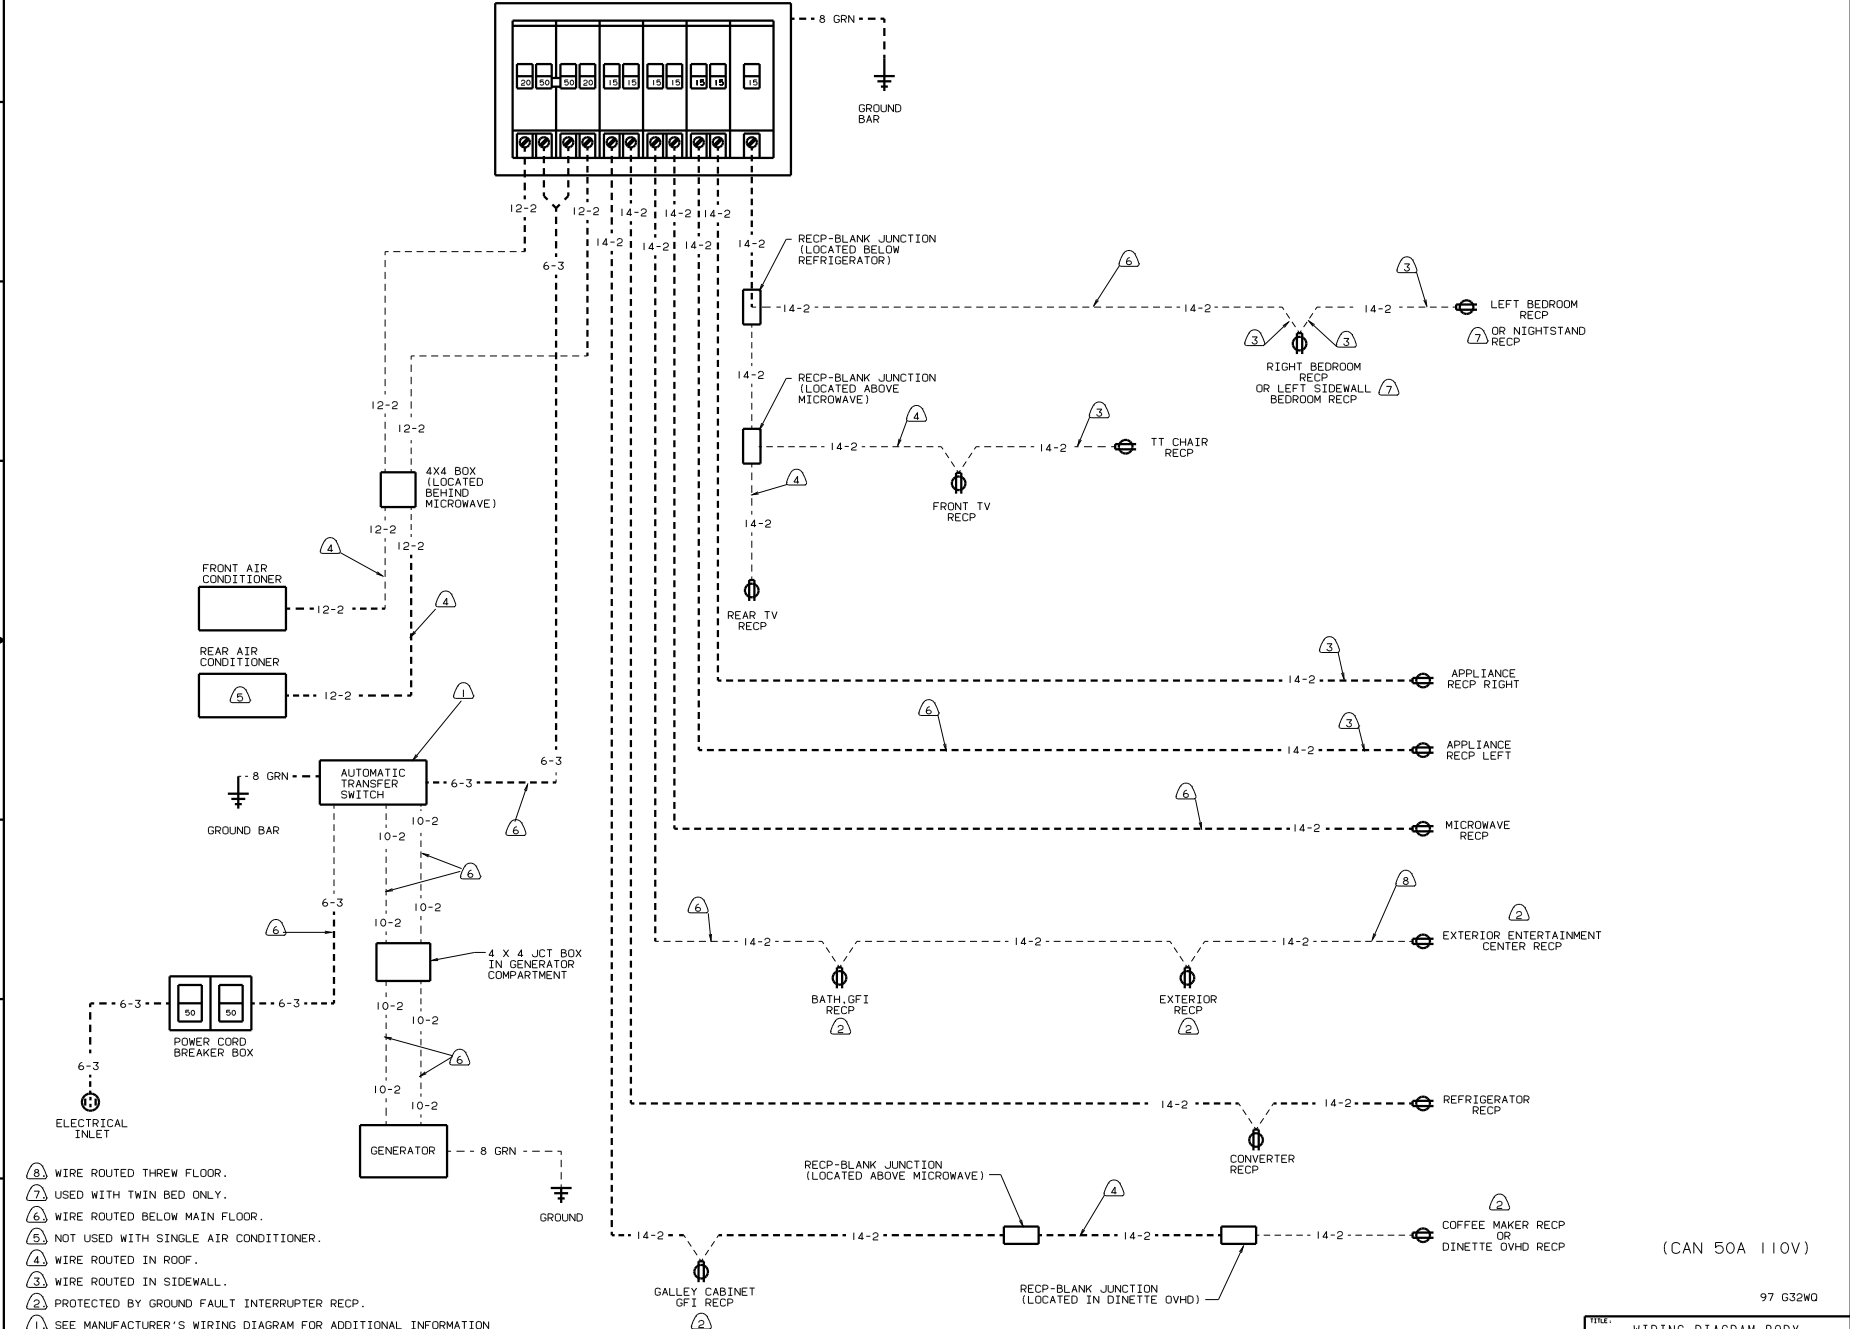 8 GRN
GROUND
BAR
20 50 50 20 15 15 15 15 15 15 15
12-2
12-2
14-2
14-2
14-2
14-2
14-2
14-2
14-2
6-3
RECP-BLANK JUNCTION
(LOCATED BELOW
REFRIGERATOR)
14-2
6
14-2
3
3
14-2
3
LEFT BEDROOM
RECP
7 OR NIGHTSTAND
RECP
RIGHT BEDROOM
RECP
OR LEFT SIDEWALL 7
BEDROOM RECP
14-2
RECP-BLANK JUNCTION
(LOCATED ABOVE
MICROWAVE)
14-2
4
14-2
3
TT CHAIR
RECP
FRONT TV
RECP
4
14-2
REAR TV
RECP
12-2
12-2
4X4 BOX
(LOCATED
BEHIND
MICROWAVE)
12-2
12-2
4
FRONT AIR
CONDITIONER
12-2
4
REAR AIR
CONDITIONER
5
12-2
1
14-2
3
APPLIANCE
RECP RIGHT
6
14-2
3
APPLIANCE
RECP LEFT
6-3
8 GRN
AUTOMATIC
TRANSFER
SWITCH
6-3
6
GROUND BAR
6
14-2
MICROWAVE
RECP
10-2
10-2
6
6-3
6
10-2
10-2
4 X 4 JCT BOX
IN GENERATOR
COMPARTMENT
6
14-2
14-2
14-2
8
2
EXTERIOR ENTERTAINMENT
CENTER RECP
BATH,GFI
RECP
2
EXTERIOR
RECP
2
6-3
50 50
6-3
POWER CORD
BREAKER BOX
6-3
ELECTRICAL
INLET
10-2
10-2
6
10-2
10-2
GENERATOR
8 GRN
GROUND
14-2
14-2
REFRIGERATOR
RECP
CONVERTER
RECP
RECP-BLANK JUNCTION
(LOCATED ABOVE MICROWAVE)
4
2
14-2
14-2
14-2
14-2
COFFEE MAKER RECP
OR
DINETTE OVHD RECP
GALLEY CABINET
GFI RECP
2
RECP-BLANK JUNCTION
(LOCATED IN DINETTE OVHD)
8. WIRE ROUTED THREW FLOOR.
7. USED WITH TWIN BED ONLY.
6. WIRE ROUTED BELOW MAIN FLOOR.
5. NOT USED WITH SINGLE AIR CONDITIONER.
4. WIRE ROUTED IN ROOF.
3. WIRE ROUTED IN SIDEWALL.
2. PROTECTED BY GROUND FAULT INTERRUPTER RECP.
1. SEE MANUFACTURER'S WIRING DIAGRAM FOR ADDITIONAL INFORMATION
(CAN 50A 110V)
97 G32WQ
TITLE:
WIRING DIAGRAM BODY